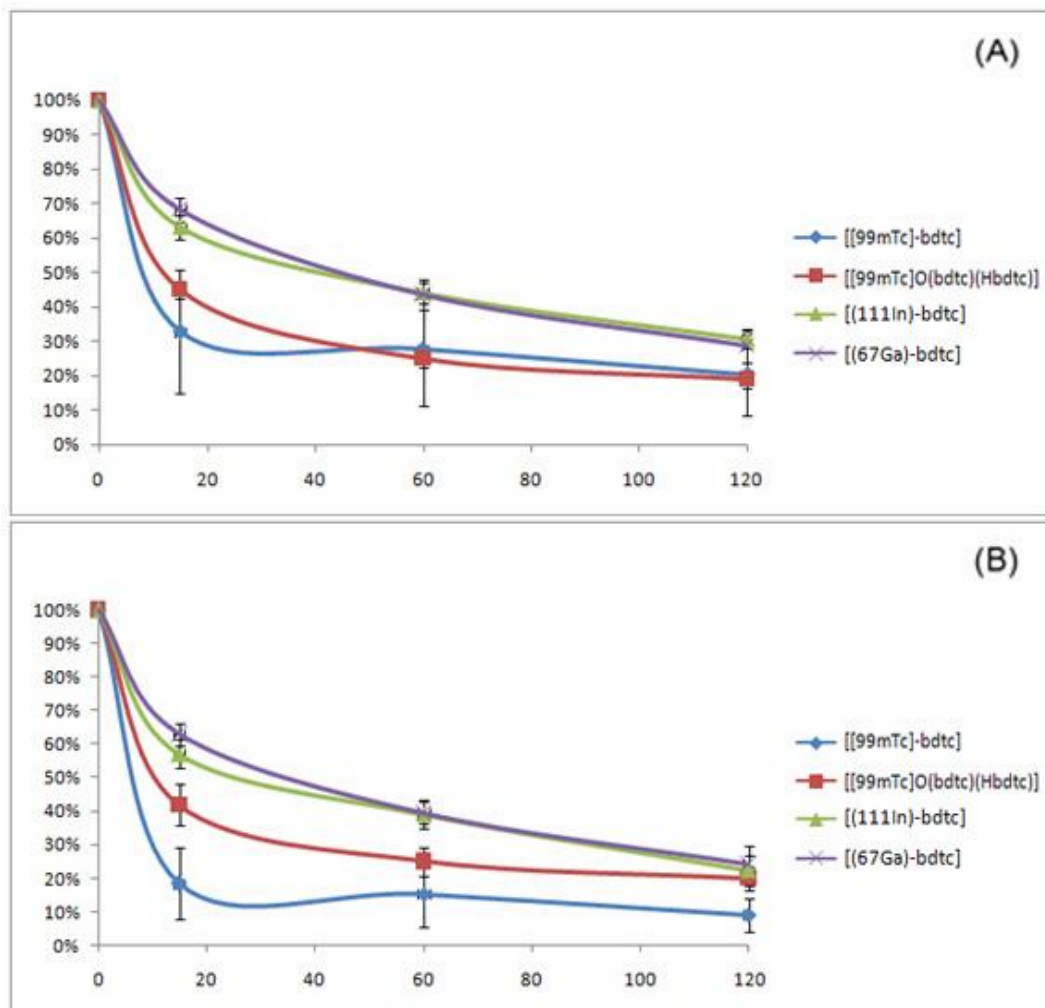 (A)
100%
90%
80%
70%
60%
50%
40%
30%
20%
10%
0%
0 20 40 60 80 100 120
[[99mTc]-bdtc]
[[99mTc]O(bdtc)(Hbdtc)]
[(111In)-bdtc]
[(67Ga)-bdtc]
(B)
100%
90%
80%
70%
60%
50%
40%
30%
20%
10%
0%
0 20 40 60 80 100 120
[[99mTc]-bdtc]
[[99mTc]O(bdtc)(Hbdtc)]
[(111In)-bdtc]
[(67Ga)-bdtc]